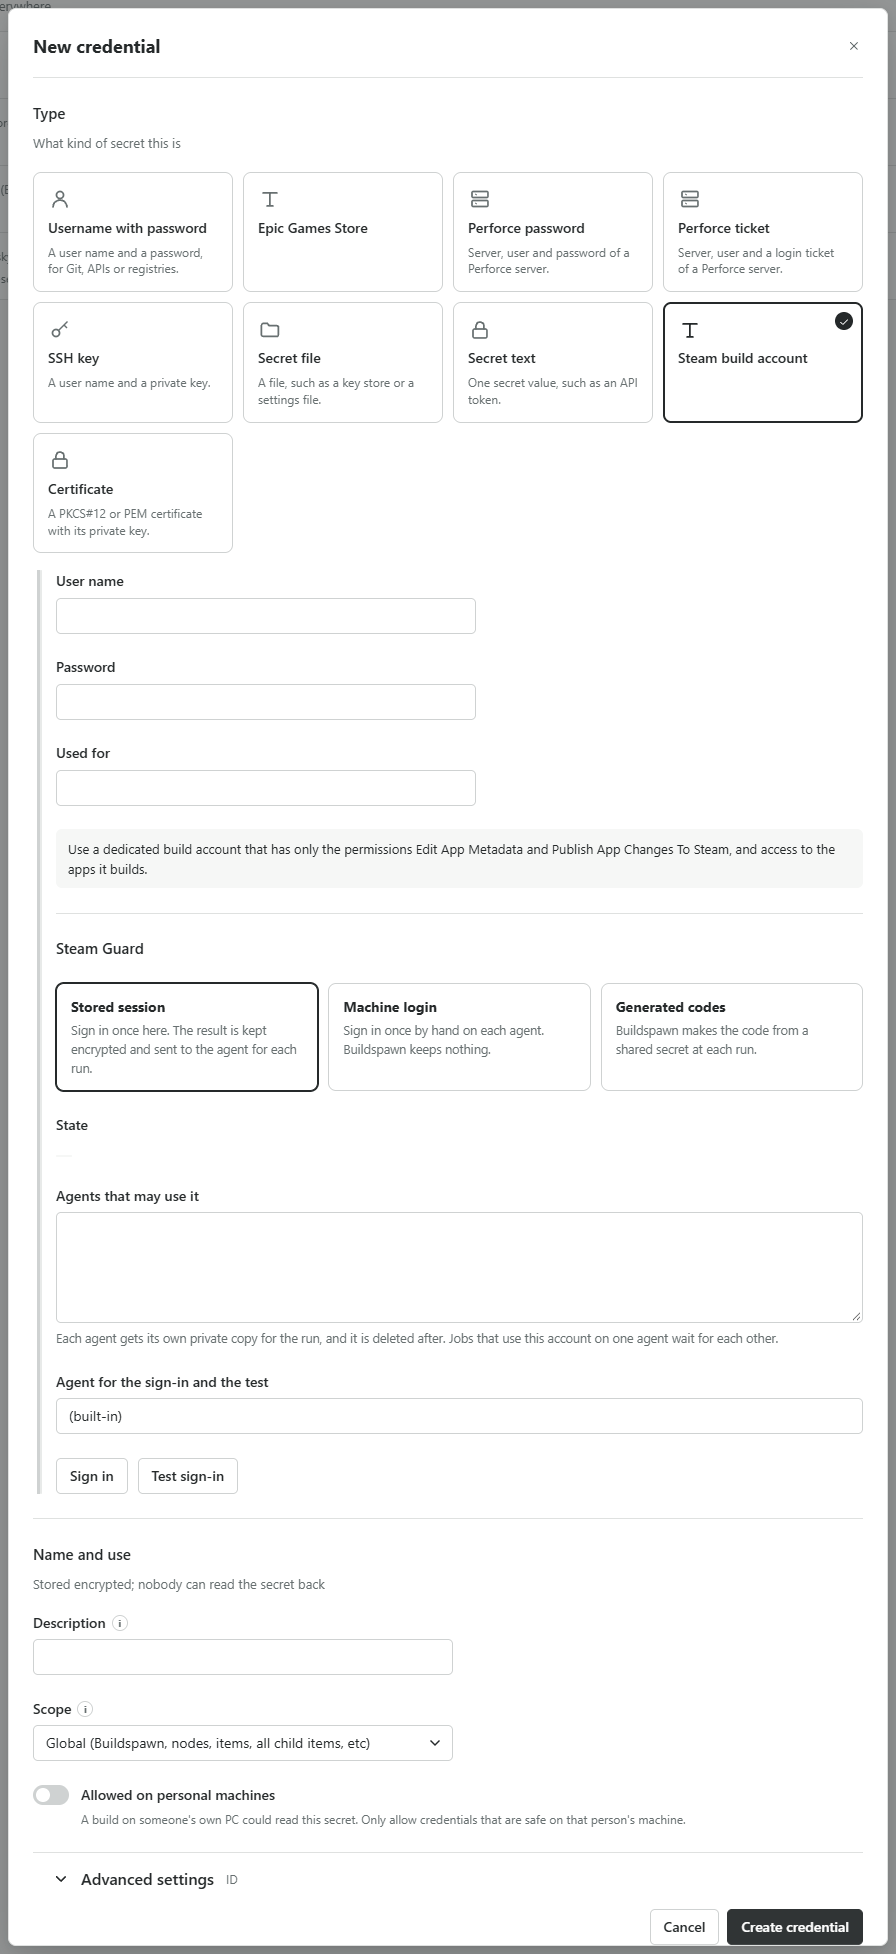 erywhere
New credential
Type
What kind of secret this is
Username with password
A user name and a password,
for Git, APIs or registries.
Epic Games Store
Perforce password
Server, user and password of a
Perforce server.
Perforce ticket
Server, user and a login ticket
of a Perforce server.
SSH key
A user name and a private key.
Secret file
A file, such as a key store or a
settings file.
Secret text
One secret value, such as an API
token.
Steam build account
Certificate
A PKCS#12 or PEM certificate
with its private key.
User name
Password
Used for
Use a dedicated build account that has only the permissions Edit App Metadata and Publish App Changes To Steam, and access to the
apps it builds.
Steam Guard
Stored session
Sign in once here. The result is kept
encrypted and sent to the agent for each
run.
Machine login
Sign in once by hand on each agent.
Buildspawn keeps nothing.
Generated codes
Buildspawn makes the code from a
shared secret at each run.
State
—
Agents that may use it
Each agent gets its own private copy for the run, and it is deleted after. Jobs that use this account on one agent wait for each other.
Agent for the sign-in and the test
(built-in)
Sign in
Test sign-in
Name and use
Stored encrypted; nobody can read the secret back
Description
Scope
Global (Buildspawn, nodes, items, all child items, etc)
Allowed on personal machines
A build on someone's own PC could read this secret. Only allow credentials that are safe on that person's machine.
Advanced settings ID
Cancel
Create credential